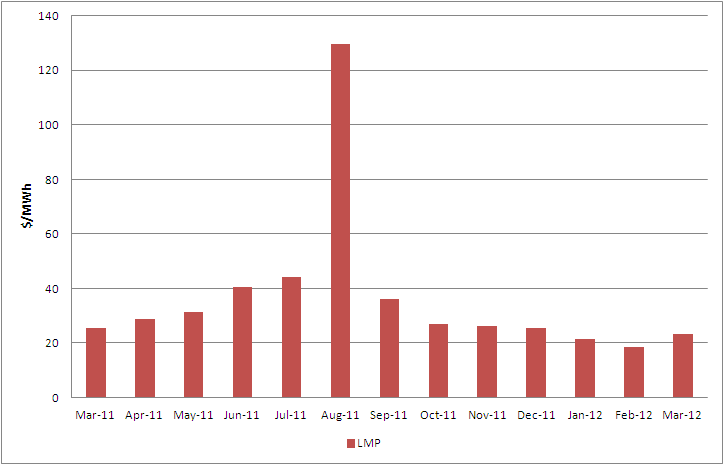 140
120
100
80
60
40
20
0
$/MWh
Mar-11 Apr-11 May-11 Jun-11 Jul-11 Aug-11 Sep-11 Oct-11 Nov-11 Dec-11 Jan-12 Feb-12 Mar-12
LMP